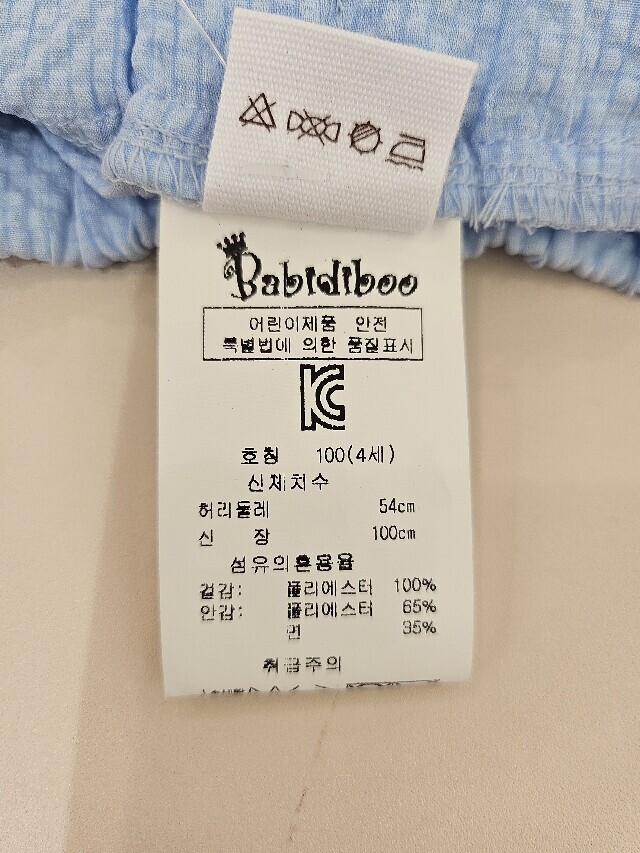 Babidiboo
어린이제품 안전
특별법에 의한 품질표시
호칭 100(4세)
신체치수
허리둘레 54cm
신 장 100cm
섬유의혼용율
겉감: 폴리에스터 100%
안감: 폴리에스터 65%
면 35%
취급주의